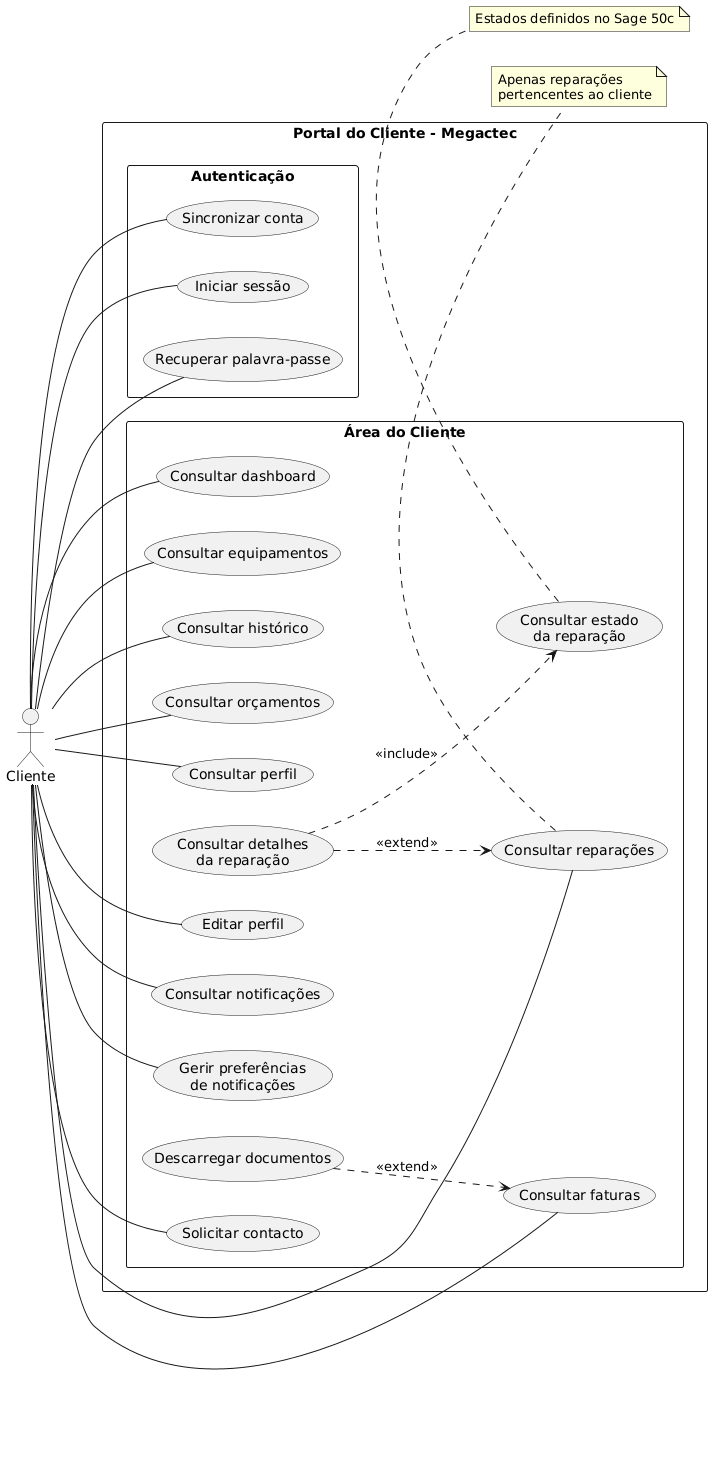 Estados definidos no Sage 50c
Apenas reparações
pertencentes ao cliente
Portal do Cliente - Megactec
Autenticação
Sincronizar conta
Iniciar sessão
Recuperar palavra-passe
Área do Cliente
Consultar dashboard
Consultar equipamentos
Consultar estado
da reparação
Consultar histórico
Consultar orçamentos
Cliente
Consultar perfil
«include»
Consultar detalhes
da reparação
«extend»
Consultar reparações
Editar perfil
Consultar notificações
Gerir preferências
de notificações
Descarregar documentos
«extend»
Consultar faturas
Solicitar contacto